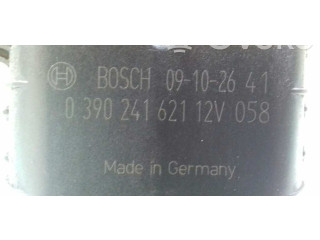 BOSCH 09-10-26 41
0 390 241 621 12V 058
Made in Germany